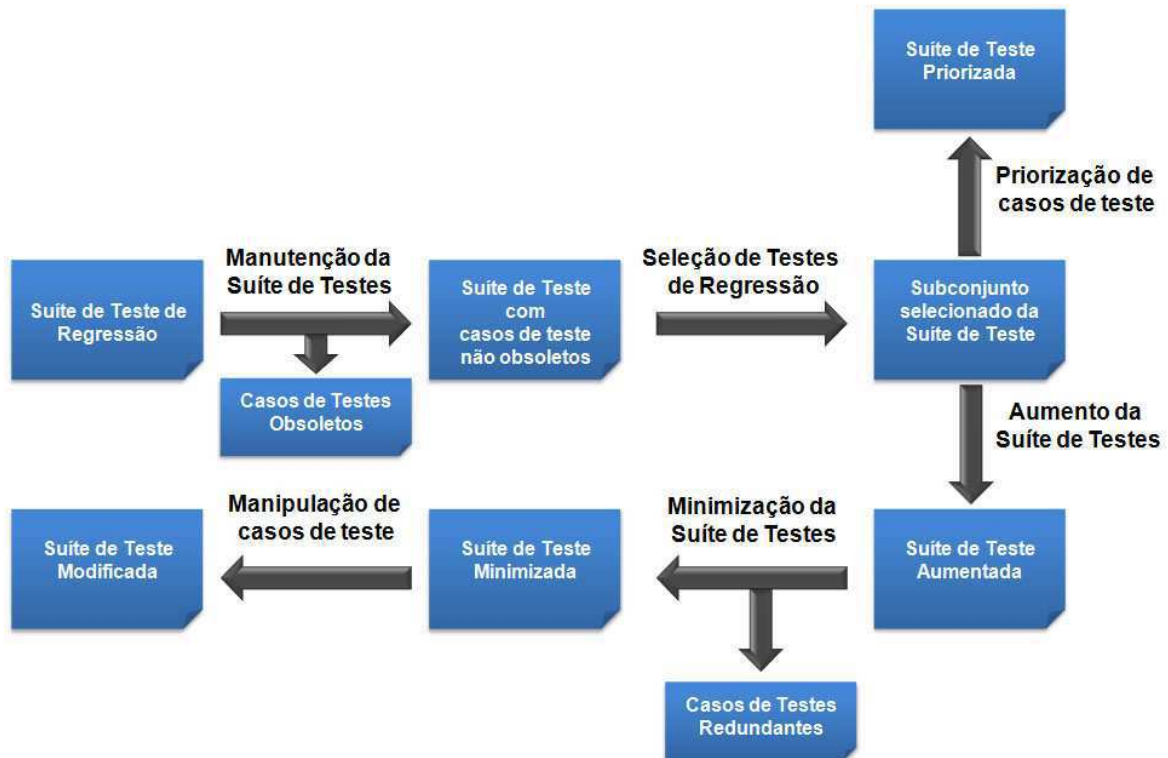 Suíte de Teste
Priorizada
Priorização de
casos de teste
Manutenção da
Suíte de Testes
Seleção de Testes
de Regressão
Suíte de Teste de
Regressão
Suíte de Teste
com
casos de teste
não obsoletos
Subconjunto
selecionado da
Suíte de Teste
Casos de Testes
Obsoletos
Aumento da
Suíte de Testes
Manipulação de
casos de teste
Minimização da
Suíte de Testes
Suíte de Teste
Modificada
Suíte de Teste
Minimizada
Suíte de Teste
Aumentada
Casos de Testes
Redundantes